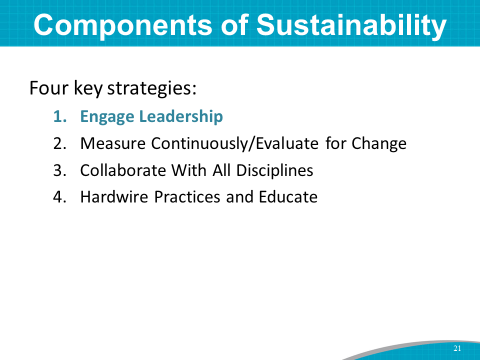 Components of Sustainability
Four key strategies:
1. Engage Leadership
2. Measure Continuously/Evaluate for Change
3. Collaborate With All Disciplines
4. Hardwire Practices and Educate
21